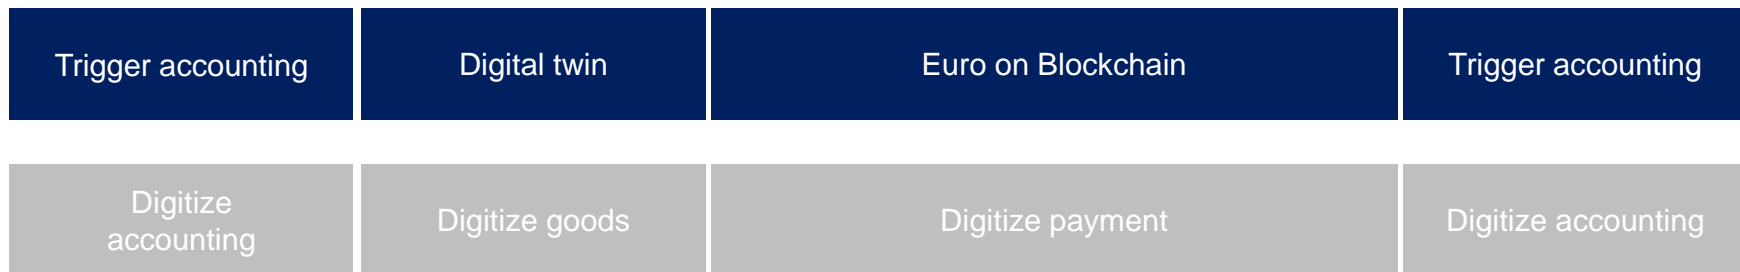 Trigger accounting
Digital twin
Euro on Blockchain
Trigger accounting
Digitize
accounting
Digitize goods
Digitize payment
Digitize accounting